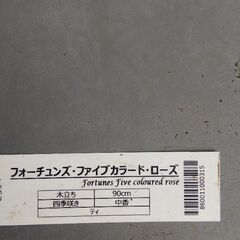 フォーチュンズ・ファイブカラード・ローズ
Fortunes Five coloured rose
木立ち 90cm
四季咲き 中香
ティ
8600110000315